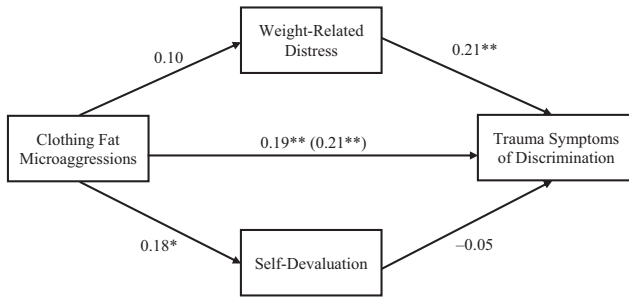 Weight-Related
Distress
0.10
0.21**
Clothing Fat
Microaggressions
0.19** (0.21**)
Trauma Symptoms
of Discrimination
0.18*
Self-Devaluation
–0.05